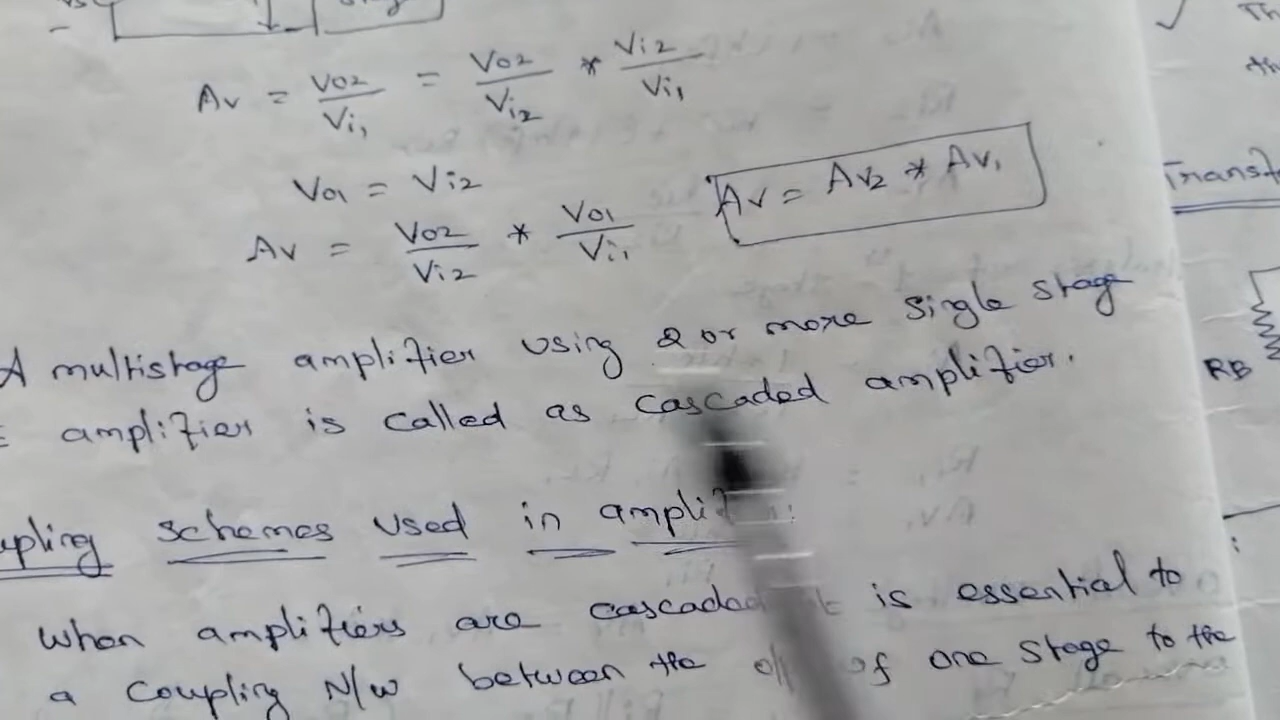 Av = Vo2/Vi1 = Vo2/Vi2 * Vi2/Vi1
Vo1 = Vi2
Av = Vo2/Vi2 * Vo1/Vi1
Av = Av2 * Av1
A multistage amplifier using 2 or more single stage
amplifier is called as cascaded amplifier.
schemes used in
When amplifiers are cascaded is essential to
a coupling N/w between the of one stage to the
RB